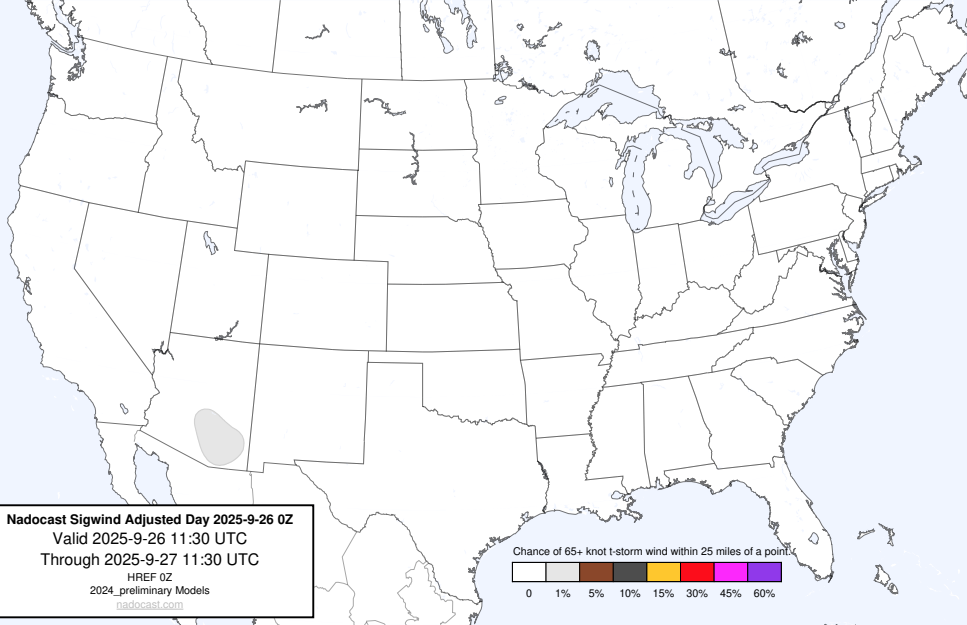 Nadocast Sigwind Adjusted Day 2025-9-26 0Z
Valid 2025-9-26 11:30 UTC
Through 2025-9-27 11:30 UTC
HREF 0Z
2024_preliminary Models
nadocast.com
Chance of 65+ knot t-storm wind within 25 miles of a point.
0 1% 5% 10% 15% 30% 45% 60%